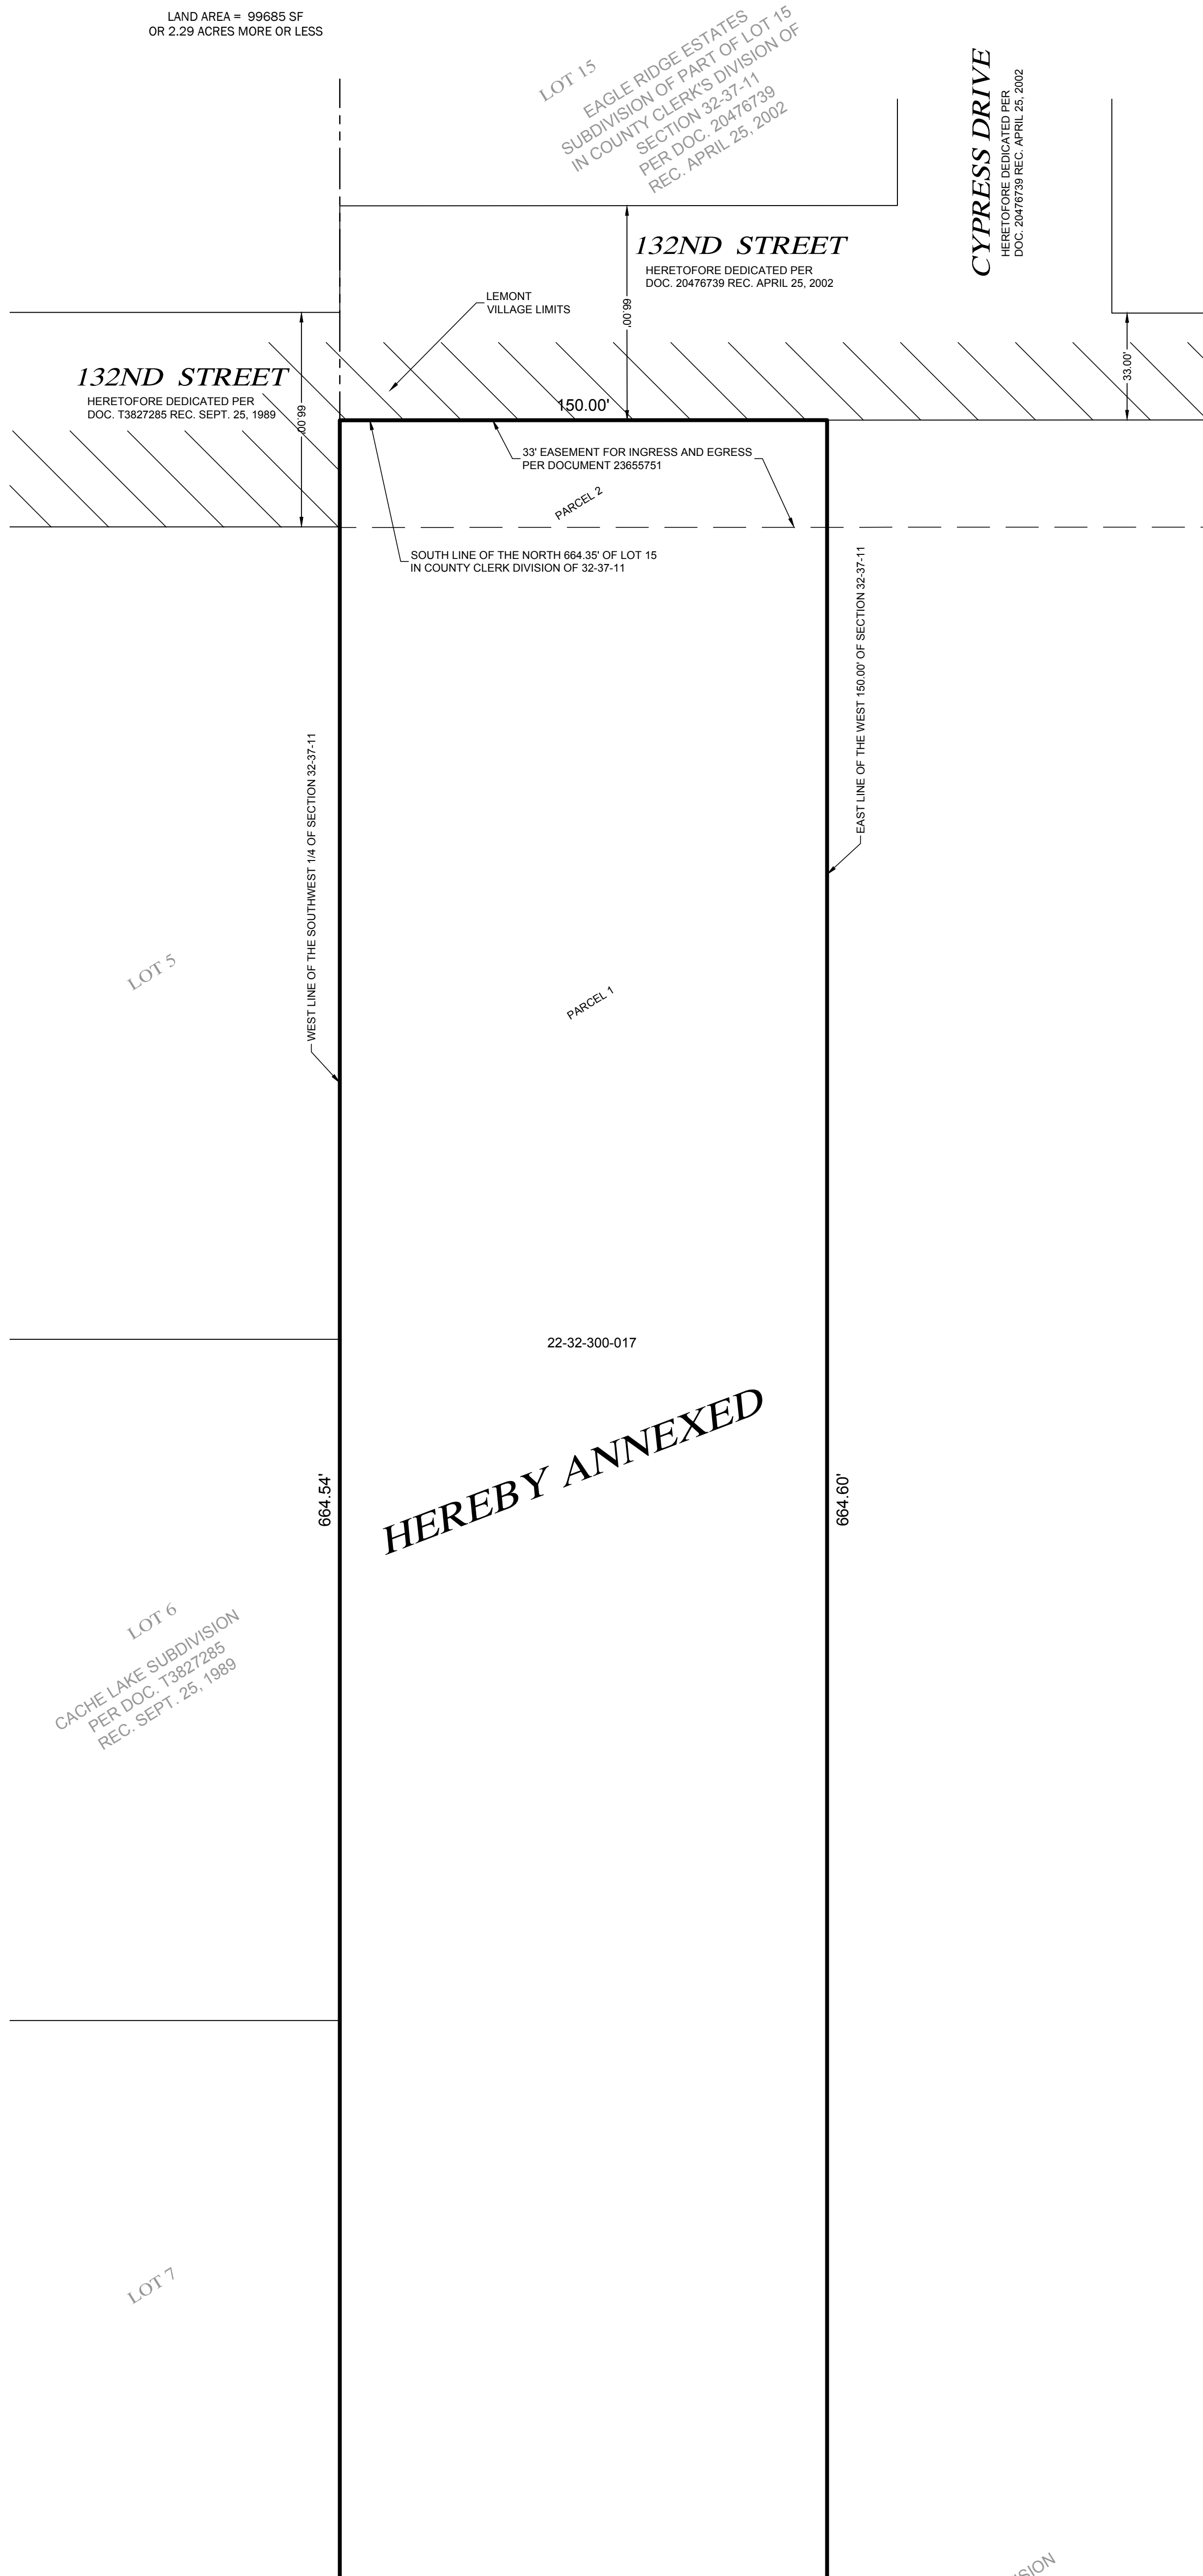 LAND AREA = 99685 SF
OR 2.29 ACRES MORE OR LESS
LOT 15
EAGLE RIDGE ESTATES
SUBDIVISION OF PART OF LOT 15
IN COUNTY CLERK'S DIVISION OF
SECTION 32-37-11
PER DOC. 20476739
REC. APRIL 25, 2002
CYPRESS DRIVE
HERETOFORE DEDICATED PER
DOC. 20476739 REC. APRIL 25, 2002
132ND STREET
HERETOFORE DEDICATED PER
DOC. 20476739 REC. APRIL 25, 2002
66.00'
LEMONT
VILLAGE LIMITS
33.00'
132ND STREET
HERETOFORE DEDICATED PER
DOC. T3827285 REC. SEPT. 25, 1989
66.00'
150.00'
33' EASEMENT FOR INGRESS AND EGRESS
PER DOCUMENT 23655751
PARCEL 2
SOUTH LINE OF THE NORTH 664.35' OF LOT 15
IN COUNTY CLERK DIVISION OF 32-37-11
EAST LINE OF THE WEST 150.00' OF SECTION 32-37-11
WEST LINE OF THE SOUTHWEST 1/4 OF SECTION 32-37-11
LOT 5
PARCEL 1
22-32-300-017
HEREBY ANNEXED
664.54'
664.60'
LOT 6
CACHE LAKE SUBDIVISION
PER DOC. T3827285
REC. SEPT. 25, 1989
LOT 7